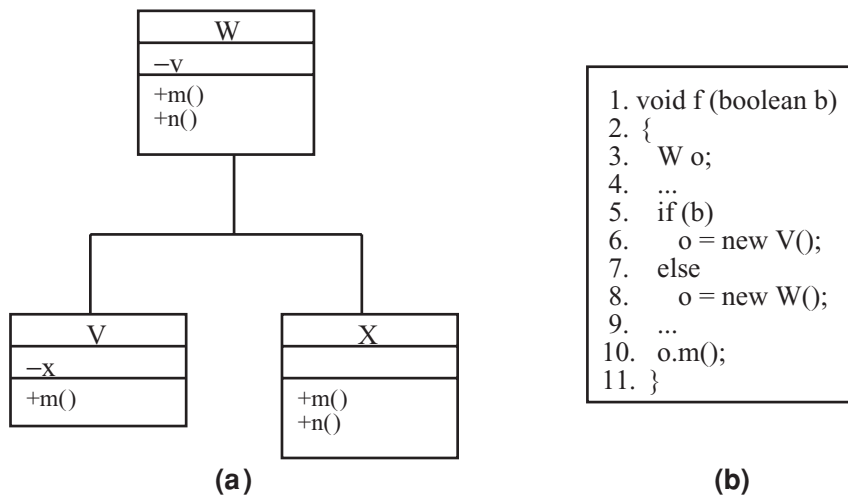 W
–v
+m()
+n()
V
–x
+m()
X
+m()
+n()
(a)
1. void f (boolean b)
2. {
3. W o;
4. ...
5. if (b)
6. o = new V();
7. else
8. o = new W();
9. ...
10. o.m();
11. }
(b)